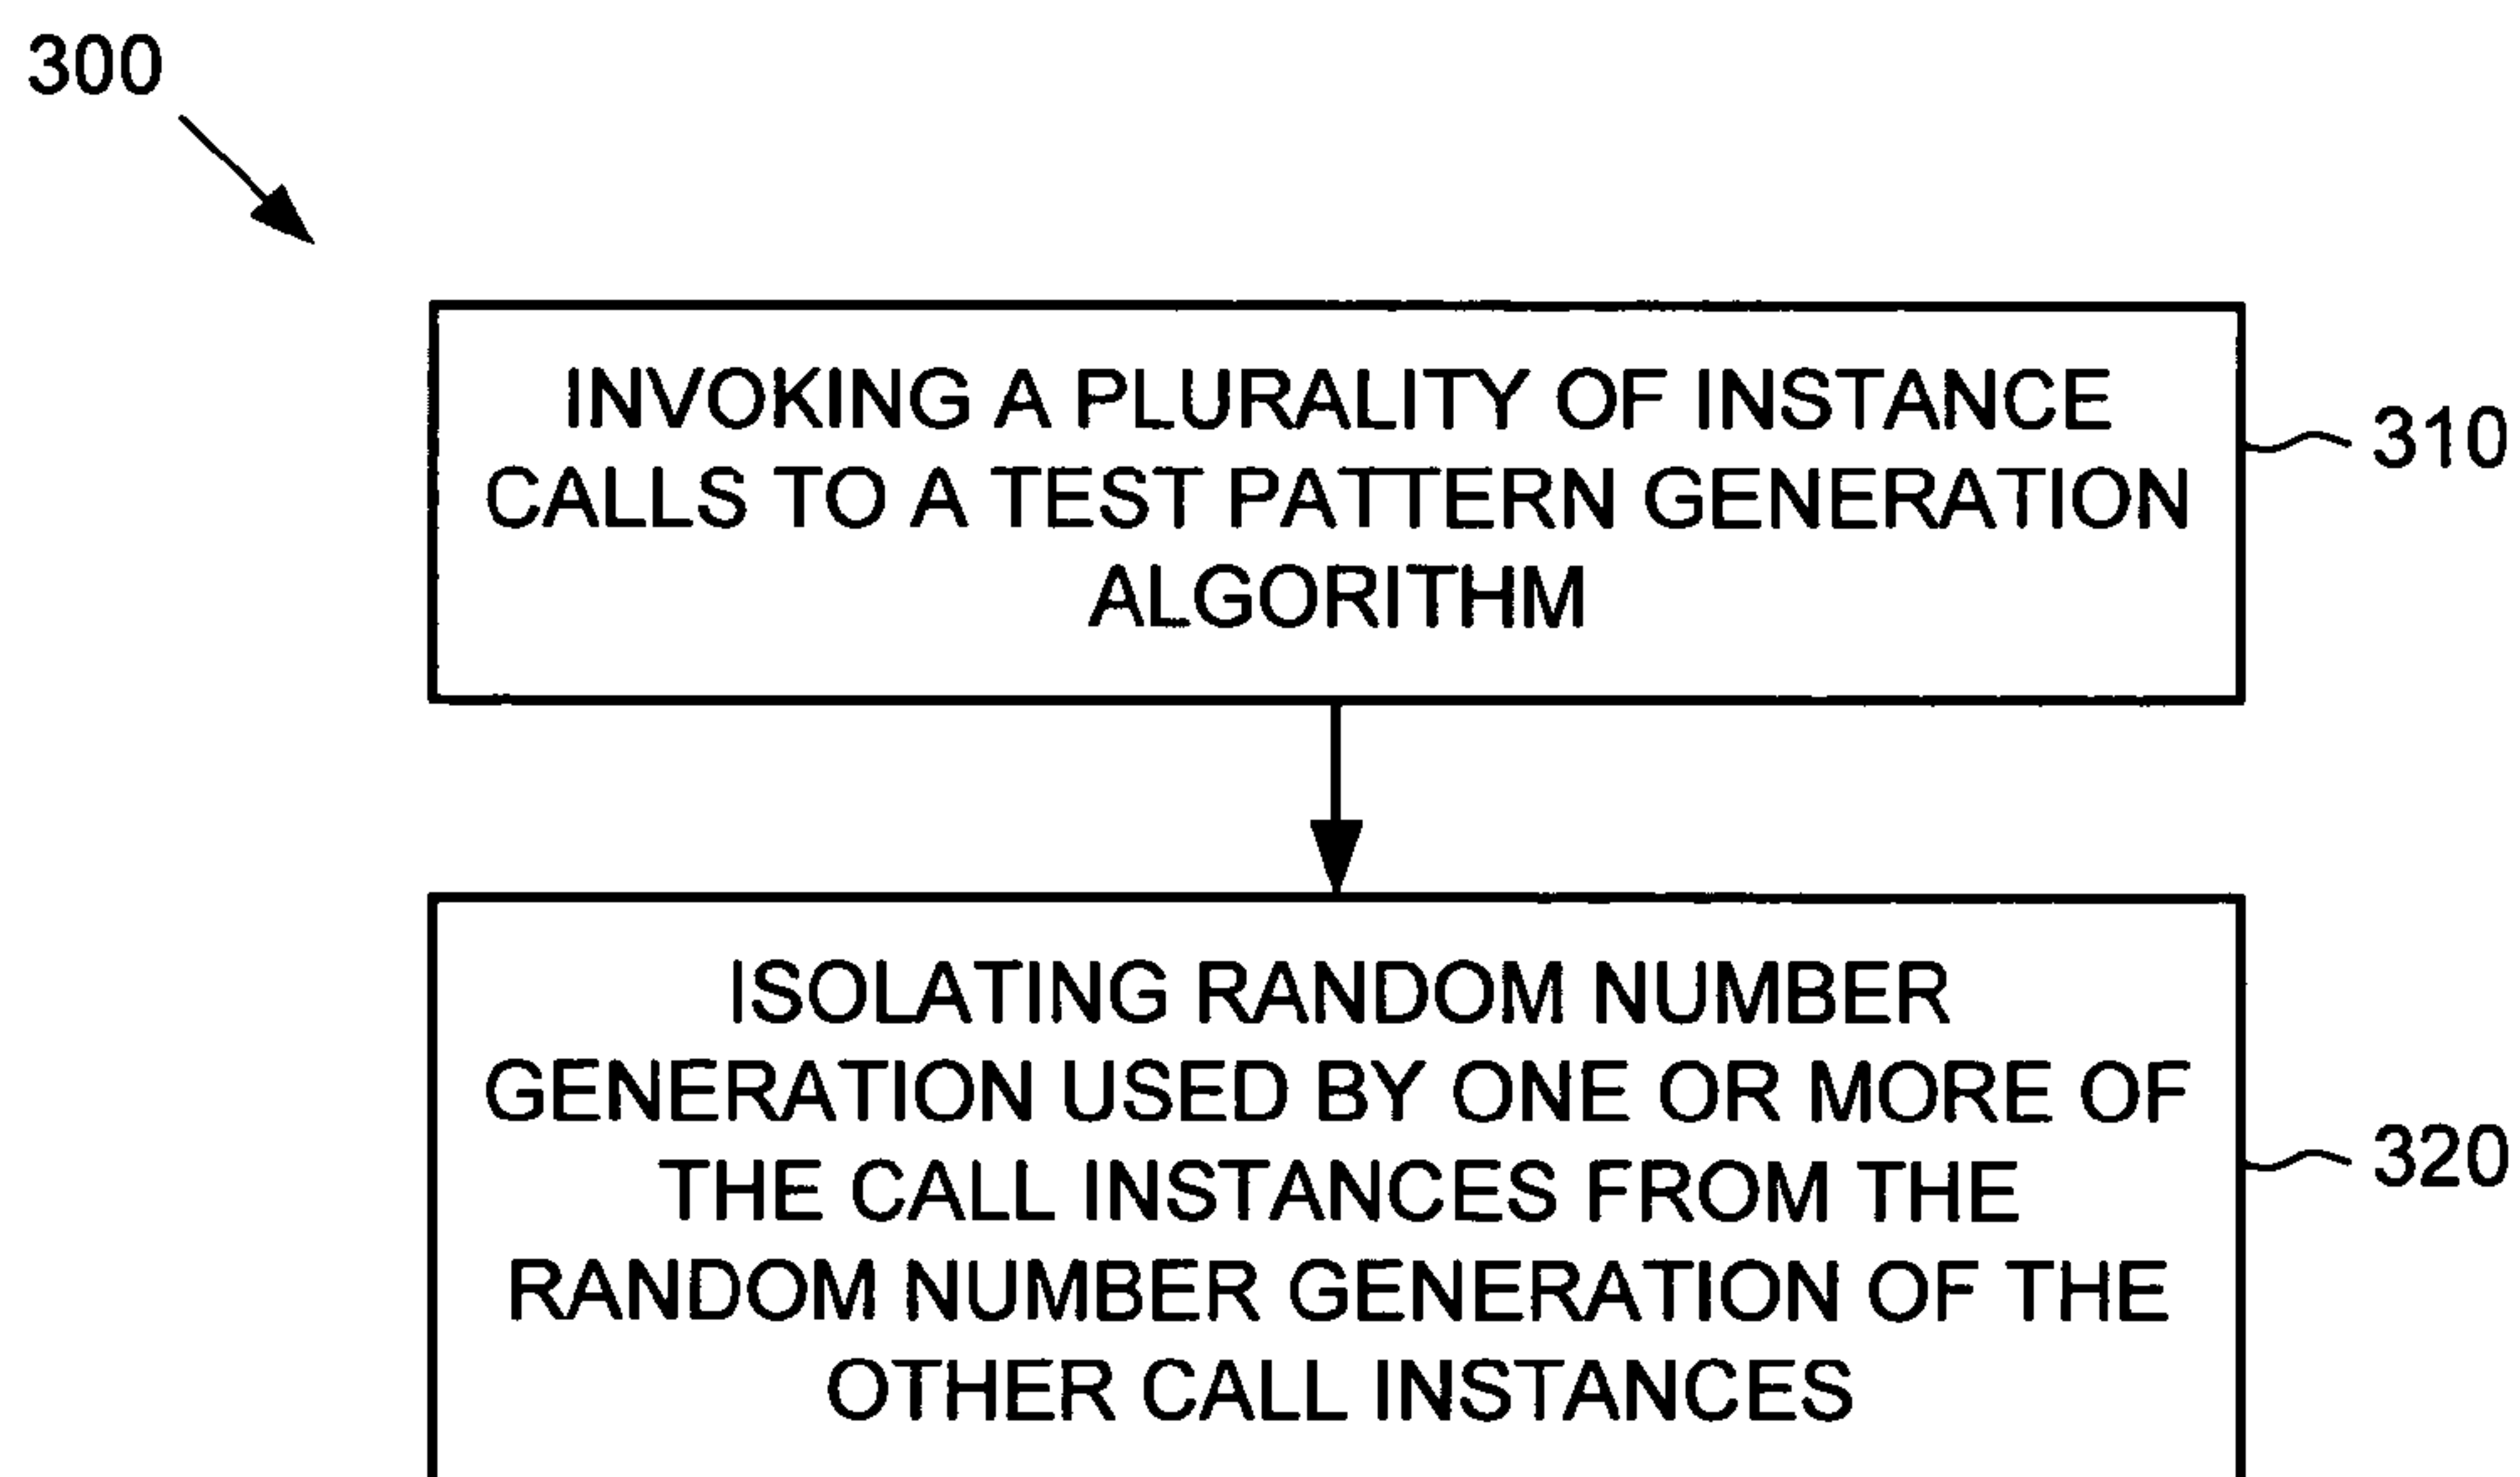 300
INVOKING A PLURALITY OF INSTANCE
CALLS TO A TEST PATTERN GENERATION
ALGORITHM
310
ISOLATING RANDOM NUMBER
GENERATION USED BY ONE OR MORE OF
THE CALL INSTANCES FROM THE
RANDOM NUMBER GENERATION OF THE
OTHER CALL INSTANCES
320